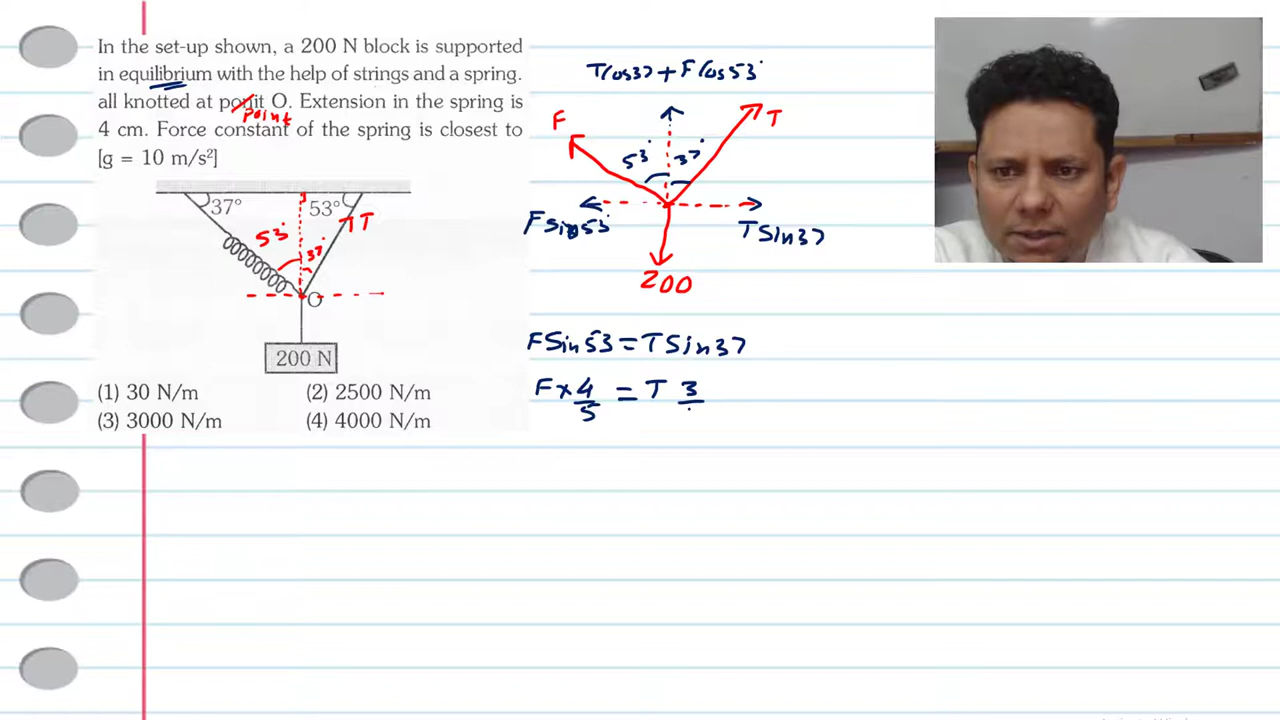 In the set-up shown, a 200 N block is supported
in equilibrium with the help of strings and a spring.
all knotted at ponit O. Extension in the spring is
point
4 cm. Force constant of the spring is closest to
[g = 10 m/s²]
37°
53°
53°
37°
T
O
200 N
(1) 30 N/m
(2) 2500 N/m
(3) 3000 N/m
(4) 4000 N/m
Tcos37 + Fcos53°
F
T
53°
37°
Fsin53°
Tsin37
200
FSin53 = TSin37
F × 4/5 = T 3/